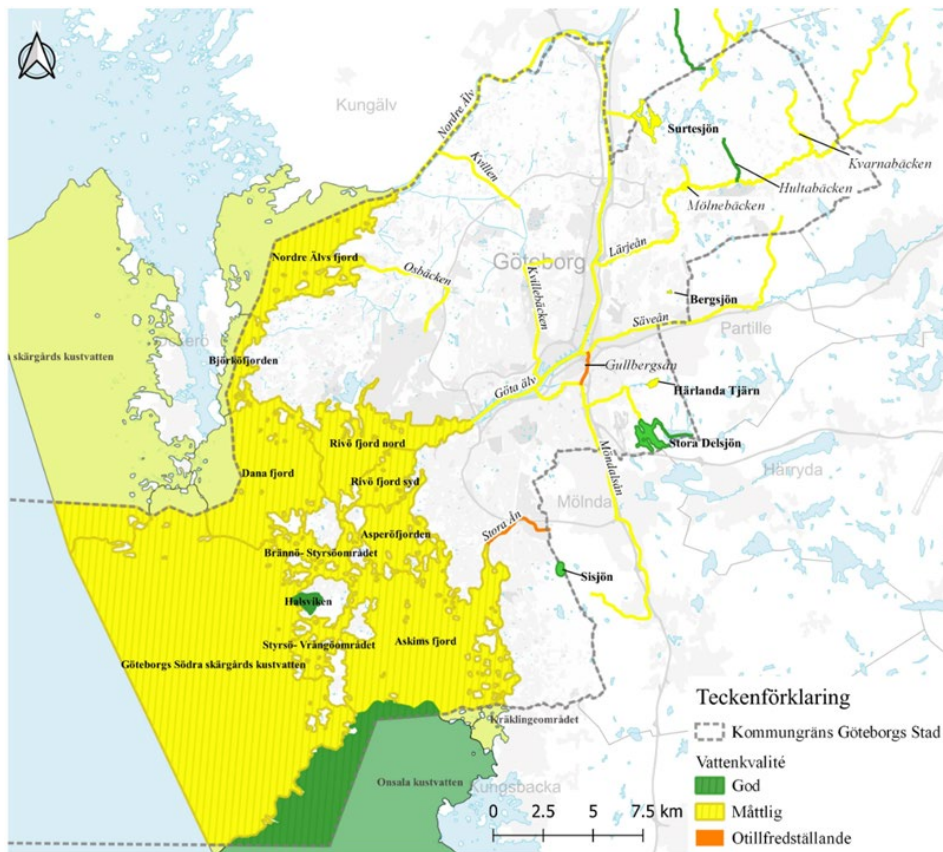 N
Kungälv
Nordre Älv
Kvillen
Surtesjön
Kvarnabäcken
Hultabäcken
Mölnebäcken
Lärjeån
Nordre Älvs fjord
Osbäcken
Göteborg
Kvillebäcken
Bergsjön
Säveån
Partille
skärgårds kustvatten
Björköfjorden
Gullbergsån
Göta älv
Härlanda Tjärn
Rivö fjord nord
Stora Delsjön
Dana fjord
Härryda
Rivö fjord syd
Möndalsån
Mölnda
Asperöfjorden
Stora Ån
Brännö- Styrsöområdet
Sisjön
Halsviken
Styrsö- Vrångöområdet
Askims fjord
Göteborgs Södra skärgårds kustvatten
Kräklingeområdet
Onsala kustvatten
Kungsbacka
Teckenförklaring
Kommungräns Göteborgs Stad
Vattenkvalité
God
Måttlig
Otillfredställande
0 2.5 5 7.5 km